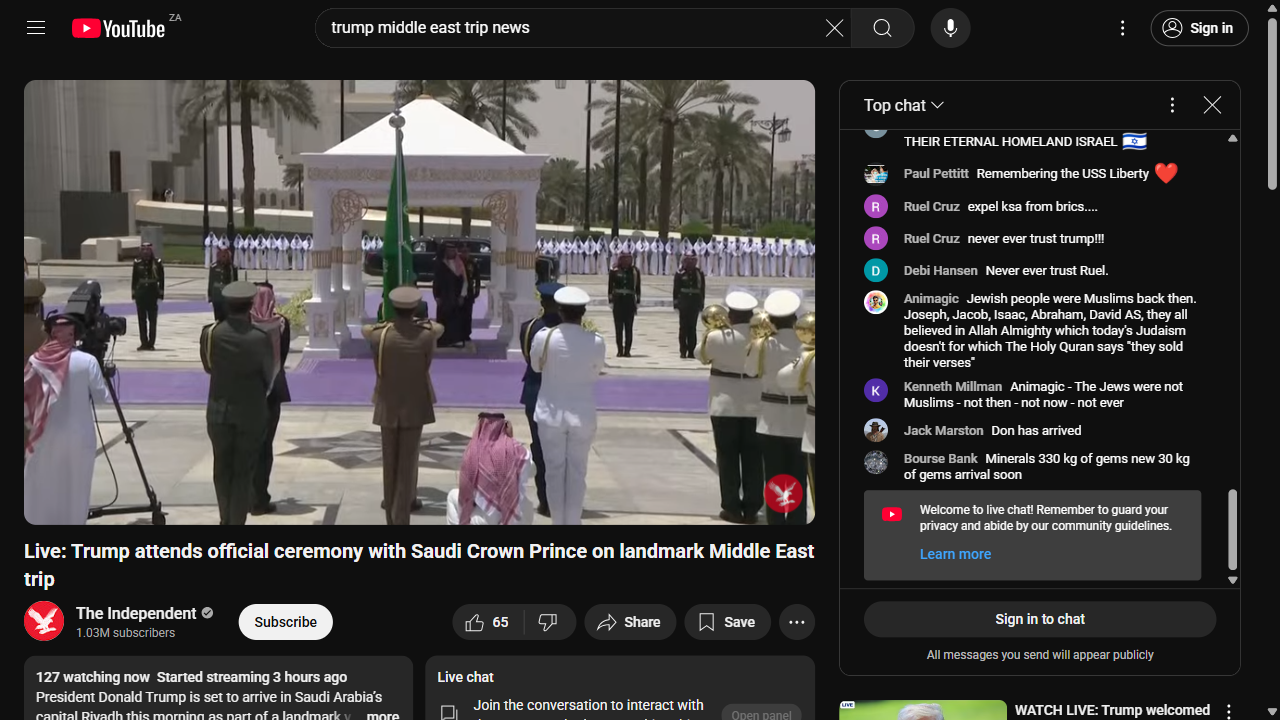 YouTube ZA
trump middle east trip news
Sign in
Top chat
THEIR ETERNAL HOMELAND ISRAEL 🇮🇱
Paul Pettitt Remembering the USS Liberty ❤️
R Ruel Cruz expel ksa from brics....
R Ruel Cruz never ever trust trump!!!
D Debi Hansen Never ever trust Ruel.
Animagic Jewish people were Muslims back then.
Joseph, Jacob, Isaac, Abraham, David AS, they all
believed in Allah Almighty which today's Judaism
doesn't for which The Holy Quran says "they sold
their verses"
K Kenneth Millman Animagic - The Jews were not
Muslims - not then - not now - not ever
Jack Marston Don has arrived
Bourse Bank Minerals 330 kg of gems new 30 kg
of gems arrival soon
Welcome to live chat! Remember to guard your
privacy and abide by our community guidelines.
Learn more
Sign in to chat
All messages you send will appear publicly
Live: Trump attends official ceremony with Saudi Crown Prince on landmark Middle East
trip
The Independent
1.03M subscribers
Subscribe
65
Share
Save
127 watching now Started streaming 3 hours ago
President Donald Trump is set to arrive in Saudi Arabia's
capital Riyadh this morning as part of a landmark
more
Live chat
Join the conversation to interact with
Open panel
LIVE
WATCH LIVE: Trump welcomed